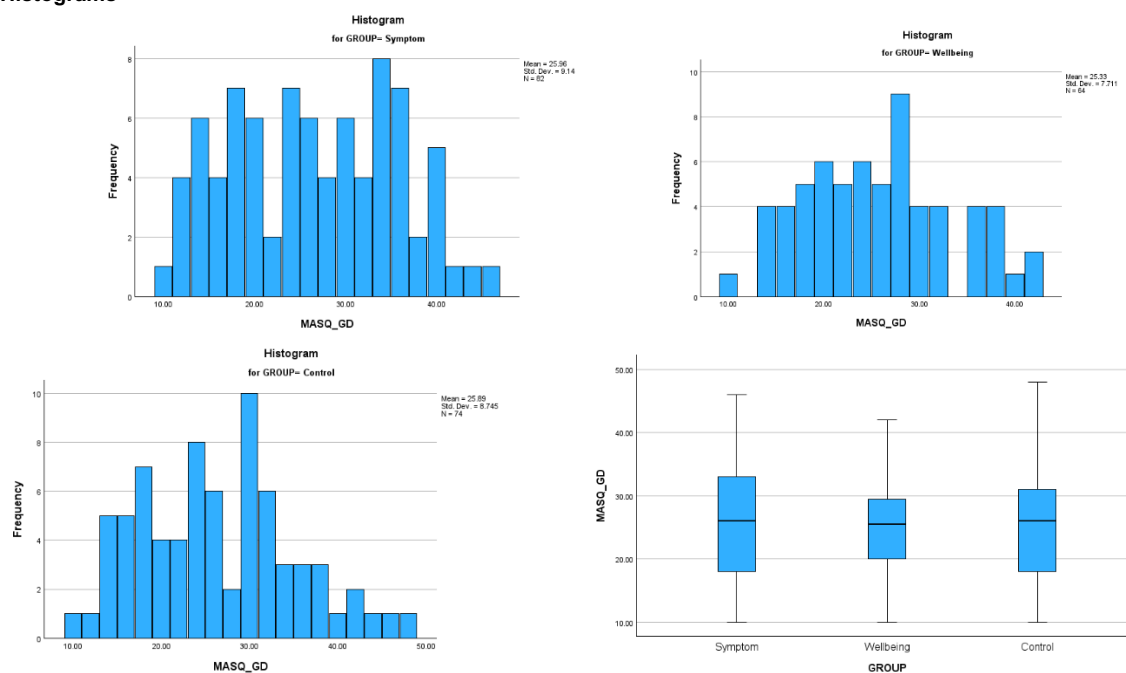 Histograms
Histogram
for GROUP= Symptom
Mean = 25.96
Std. Dev. = 9.14
N = 82
8
6
4
2
0
Frequency
10.00 20.00 30.00 40.00
MASQ_GD
Histogram
for GROUP= Wellbeing
Mean = 25.33
Std. Dev. = 7.711
N = 64
10
8
6
4
2
0
Frequency
10.00 20.00 30.00 40.00
MASQ_GD
Histogram
for GROUP= Control
Mean = 25.89
Std. Dev. = 8.745
N = 74
10
8
6
4
2
0
Frequency
10.00 20.00 30.00 40.00 50.00
MASQ_GD
50.00
40.00
30.00
20.00
10.00
MASQ_GD
Symptom Wellbeing Control
GROUP